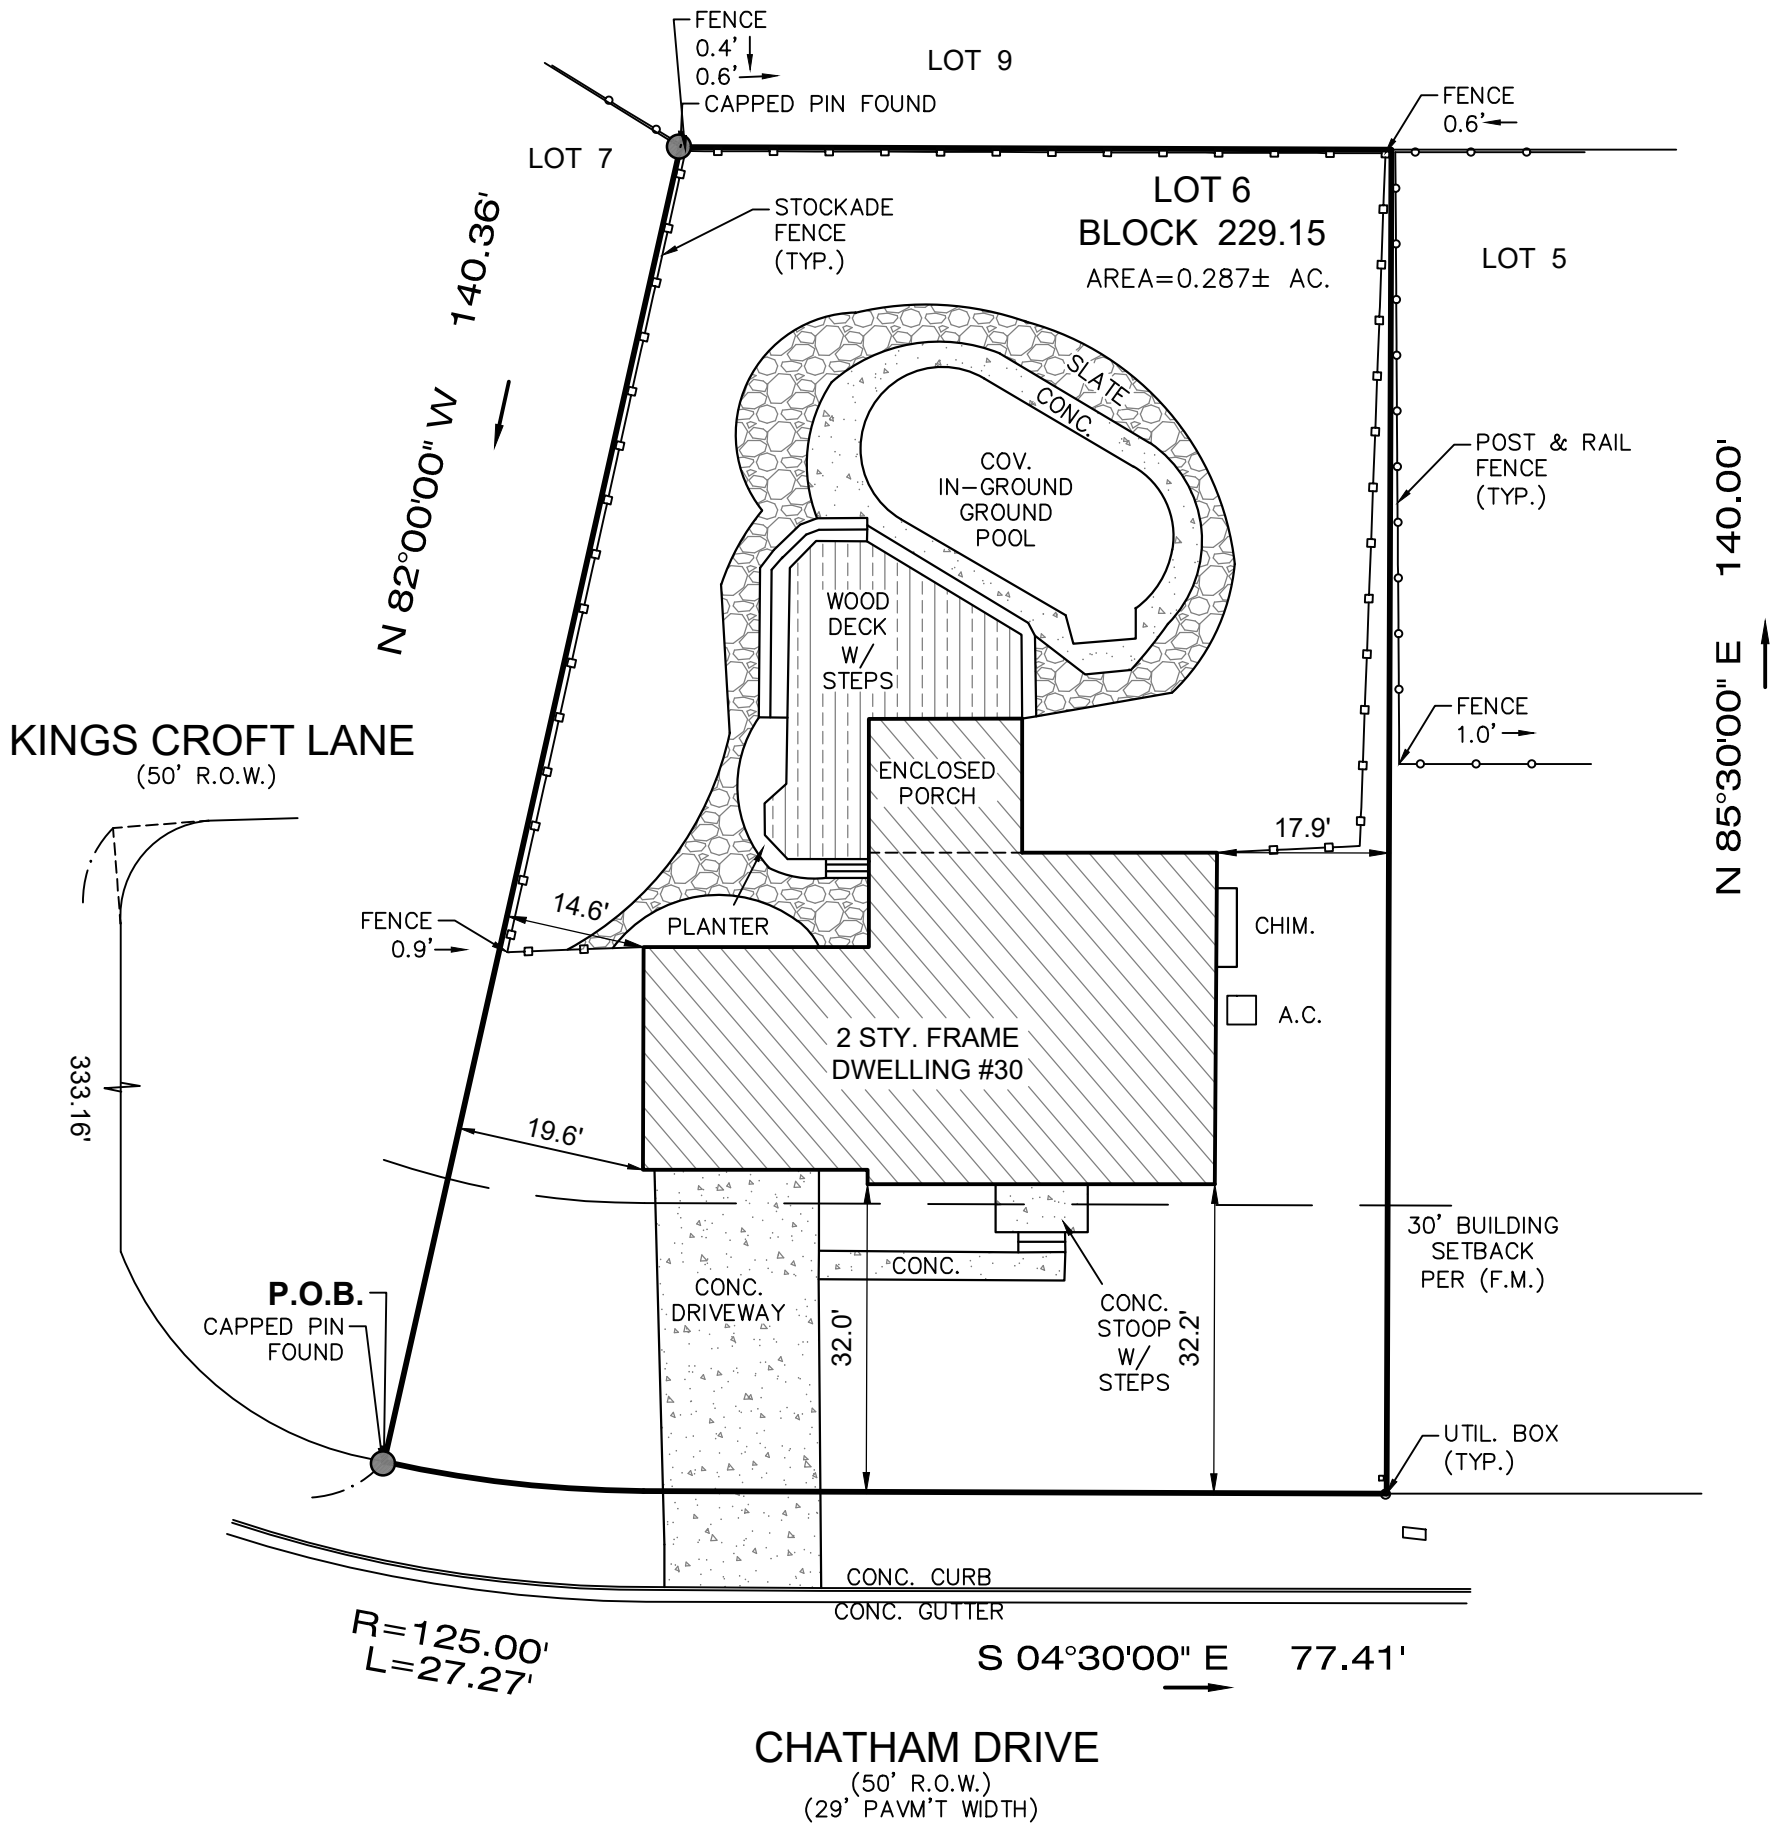 FENCE
0.4'
0.6'
CAPPED PIN FOUND
LOT 9
FENCE
0.6'
LOT 7
LOT 6
BLOCK 229.15
AREA=0.287± AC.
LOT 5
STOCKADE
FENCE
(TYP.)
N 82°00'00" W 140.36'
SLATE
CONC.
COV.
IN-GROUND
GROUND
POOL
POST & RAIL
FENCE
(TYP.)
N 85°30'00" E 140.00'
WOOD
DECK
W/
STEPS
KINGS CROFT LANE
(50' R.O.W.)
FENCE
1.0'
ENCLOSED
PORCH
17.9'
14.6'
FENCE
0.9'
PLANTER
CHIM.
A.C.
2 STY. FRAME
DWELLING #30
333.16'
19.6'
30' BUILDING
SETBACK
PER (F.M.)
P.O.B.
CAPPED PIN
FOUND
CONC.
DRIVEWAY
CONC.
32.0'
CONC.
STOOP
W/
STEPS
32.2'
UTIL. BOX
(TYP.)
CONC. CURB
CONC. GUTTER
R=125.00'
L=27.27'
S 04°30'00" E 77.41'
CHATHAM DRIVE
(50' R.O.W.)
(29' PAVM'T WIDTH)